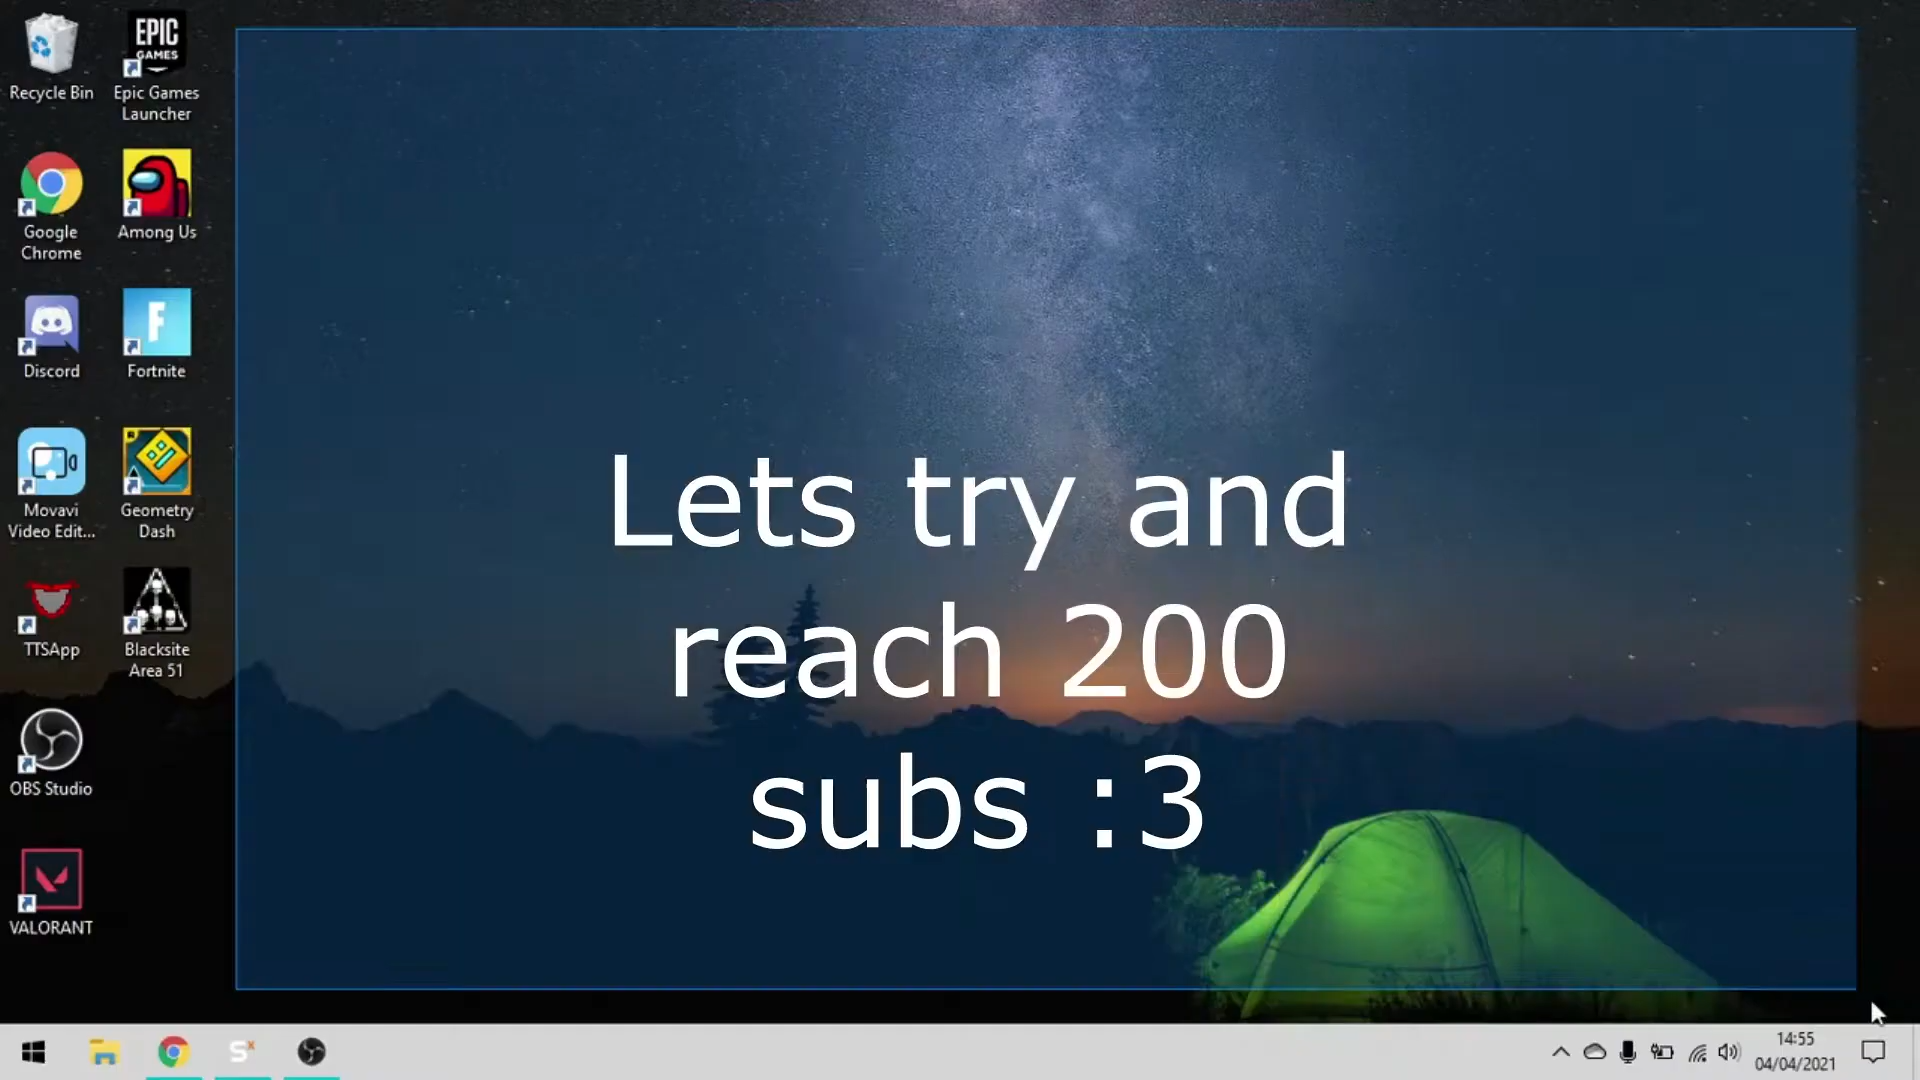 Recycle Bin
EPIC
GAMES
Epic Games
Launcher
Google
Chrome
Among Us
Discord
F
Fortnite
Movavi
Video Edit...
Geometry
Dash
TTSApp
Blacksite
Area 51
OBS Studio
VALORANT
Lets try and
reach 200
subs :3
Sx
14:55
04/04/2021